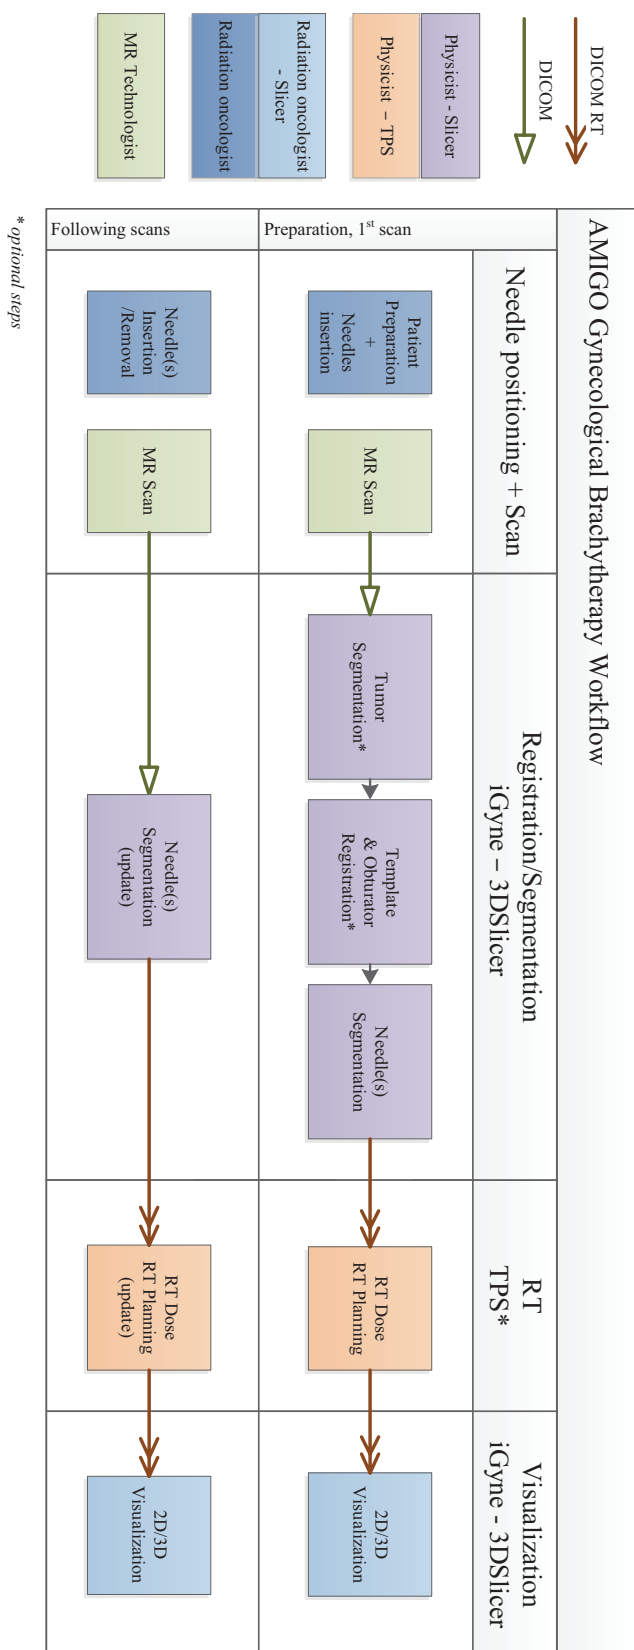 AMIGO Gynecological Brachytherapy Workflow
Needle positioning + Scan
Registration/Segmentation
iGyne – 3DSlicer
RT
TPS*
Visualization
iGyne - 3DSlicer
Preparation, 1st scan
Patient
Preparation
+
Needles
insertion
MR Scan
Tumor
Segmentation*
Template
& Obturator
Registration*
Needle(s)
Segmentation
RT Dose
RT Planning
2D/3D
Visualization
Following scans
Needle(s)
Insertion
/Removal
MR Scan
Needle(s)
Segmentation
(update)
RT Dose
RT Planning
(update)
2D/3D
Visualization
DICOM RT
DICOM
Physicist - Slicer
Physicist – TPS
Radiation oncologist
- Slicer
Radiation oncologist
MR Technologist
* optional steps